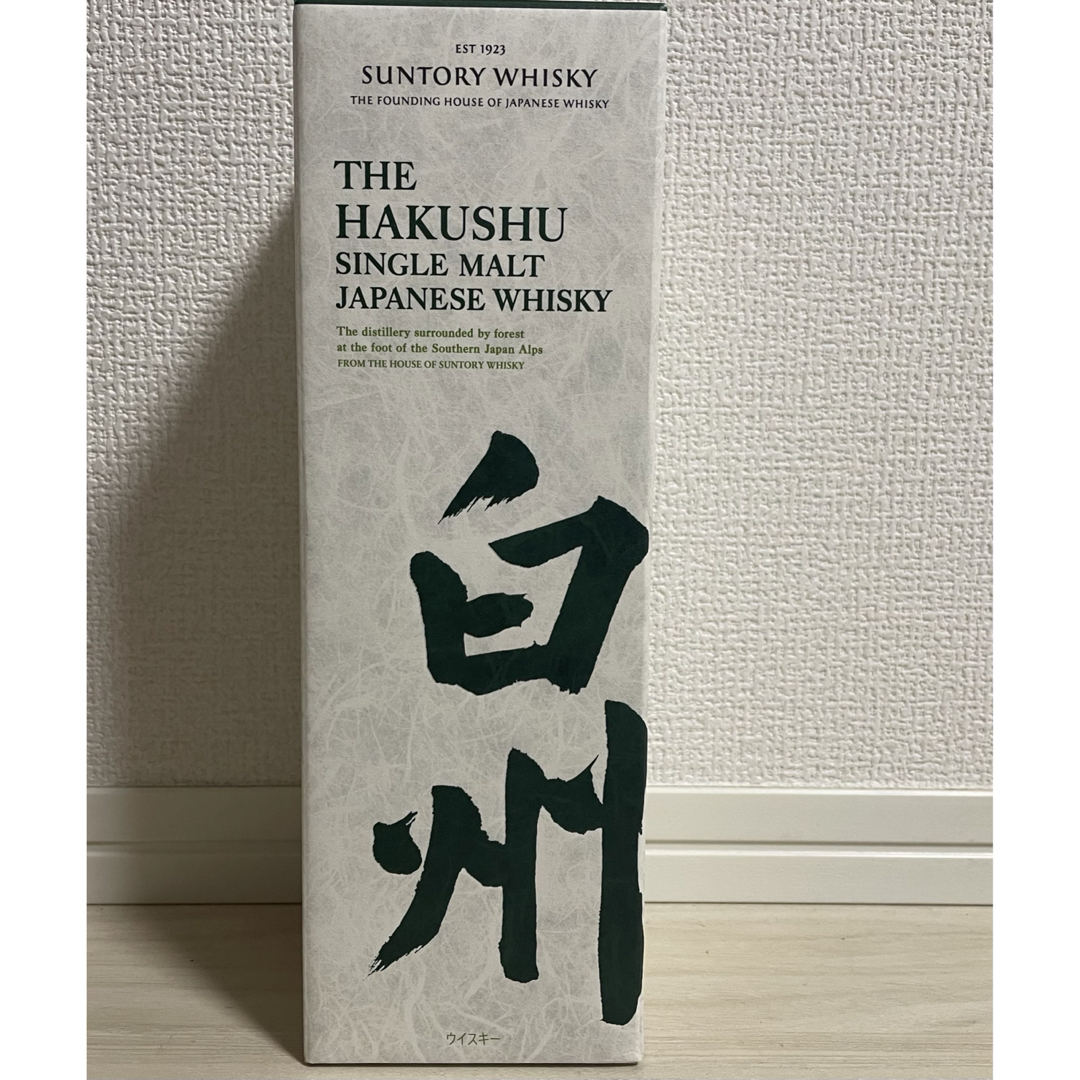 EST 1923
SUNTORY WHISKY
THE FOUNDING HOUSE OF JAPANESE WHISKY
THE
HAKUSHU
SINGLE MALT
JAPANESE WHISKY
The distillery surrounded by forest
at the foot of the Southern Japan Alps
FROM THE HOUSE OF SUNTORY WHISKY
白州
ウイスキー